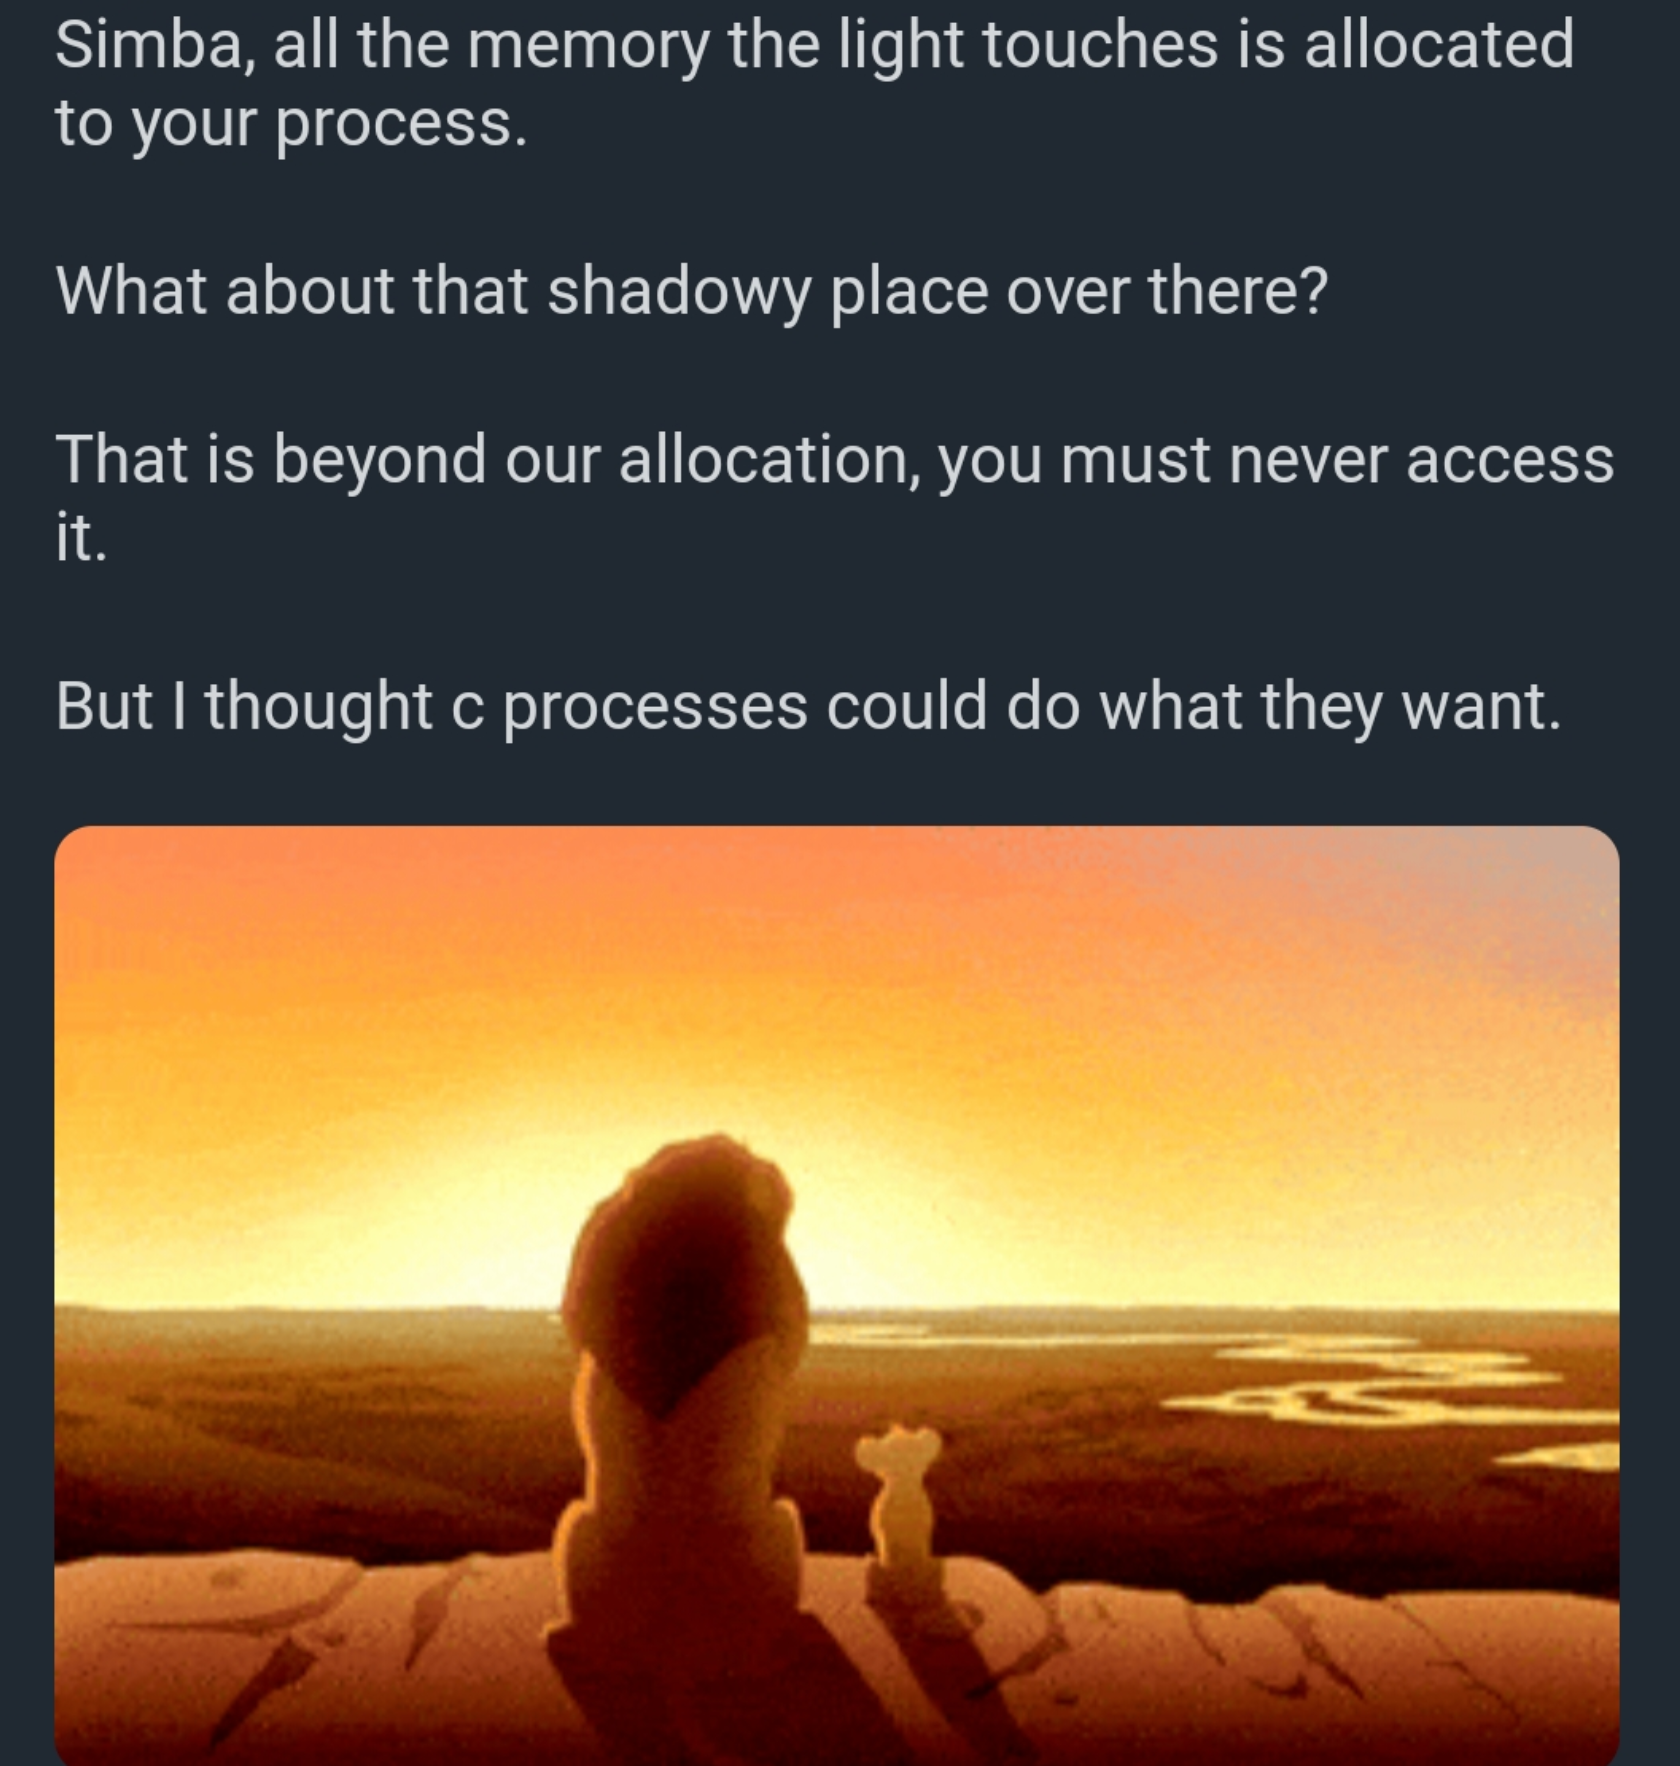 Simba, all the memory the light touches is allocated
to your process.
What about that shadowy place over there?
That is beyond our allocation, you must never access
it.
But I thought c processes could do what they want.